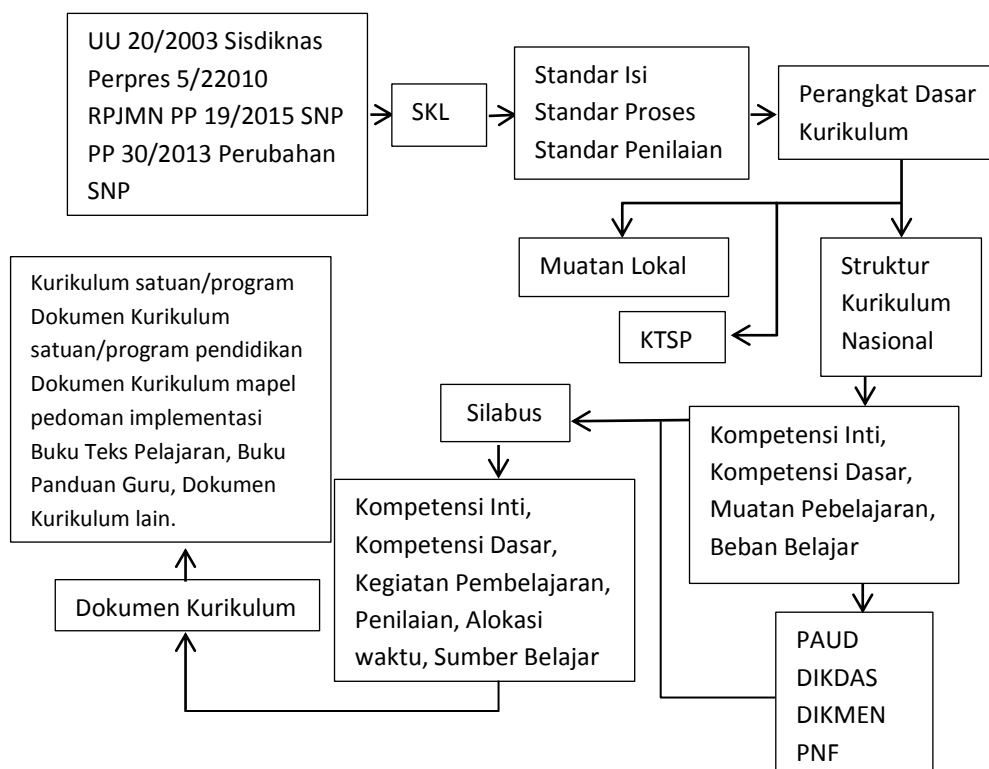 UU 20/2003 Sisdiknas
Perpres 5/22010
RPJMN PP 19/2015 SNP
PP 30/2013 Perubahan
SNP
SKL
Standar Isi
Standar Proses
Standar Penilaian
Perangkat Dasar
Kurikulum
Muatan Lokal
KTSP
Struktur
Kurikulum
Nasional
Kompetensi Inti,
Kompetensi Dasar,
Muatan Pebelajaran,
Beban Belajar
PAUD
DIKDAS
DIKMEN
PNF
Silabus
Kompetensi Inti,
Kompetensi Dasar,
Kegiatan Pembelajaran,
Penilaian, Alokasi
waktu, Sumber Belajar
Dokumen Kurikulum
Kurikulum satuan/program
Dokumen Kurikulum
satuan/program pendidikan
Dokumen Kurikulum mapel
pedoman implementasi
Buku Teks Pelajaran, Buku
Panduan Guru, Dokumen
Kurikulum lain.